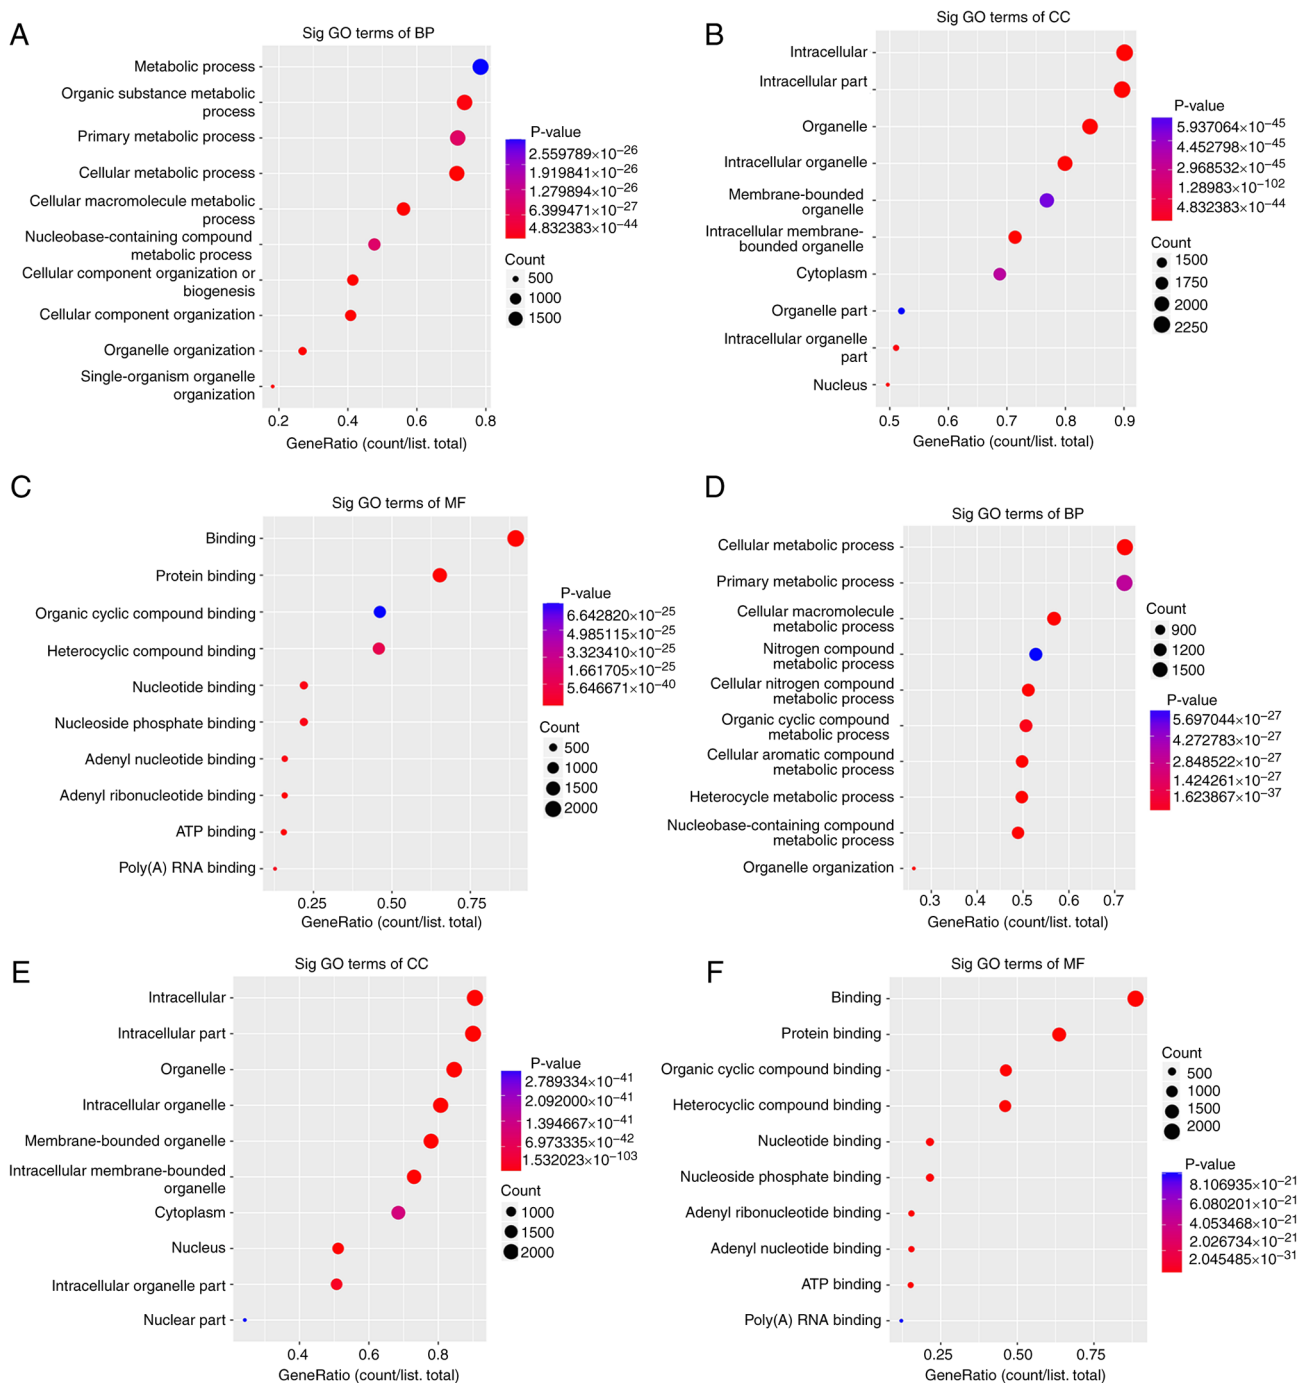 A
Sig GO terms of BP
Metabolic process
Organic substance metabolic
process
Primary metabolic process
Cellular metabolic process
Cellular macromolecule metabolic
process
Nucleobase-containing compound
metabolic process
Cellular component organization or
biogenesis
Cellular component organization
Organelle organization
Single-organism organelle
organization
0.2 0.4 0.6 0.8
GeneRatio (count/list. total)
P-value
2.559789×10−26
1.919841×10−26
1.279894×10−26
6.399471×10−27
4.832383×10−44
Count
500
1000
1500
B
Sig GO terms of CC
Intracellular
Intracellular part
Organelle
Intracellular organelle
Membrane-bounded
organelle
Intracellular membrane-
bounded organelle
Cytoplasm
Organelle part
Intracellular organelle
part
Nucleus
0.5 0.6 0.7 0.8 0.9
GeneRatio (count/list. total)
P-value
5.937064×10−45
4.452798×10−45
2.968532×10−45
1.28983×10−102
4.832383×10−44
Count
1500
1750
2000
2250
C
Sig GO terms of MF
Binding
Protein binding
Organic cyclic compound binding
Heterocyclic compound binding
Nucleotide binding
Nucleoside phosphate binding
Adenyl nucleotide binding
Adenyl ribonucleotide binding
ATP binding
Poly(A) RNA binding
0.25 0.50 0.75
GeneRatio (count/list. total)
P-value
6.642820×10−25
4.985115×10−25
3.323410×10−25
1.661705×10−25
5.646671×10−40
Count
500
1000
1500
2000
D
Sig GO terms of BP
Cellular metabolic process
Primary metabolic process
Cellular macromolecule
metabolic process
Nitrogen compound
metabolic process
Cellular nitrogen compound
metabolic process
Organic cyclic compound
metabolic process
Cellular aromatic compound
metabolic process
Heterocycle metabolic process
Nucleobase-containing compound
metabolic process
Organelle organization
0.3 0.4 0.5 0.6 0.7
GeneRatio (count/list. total)
Count
900
1200
1500
P-value
5.697044×10−27
4.272783×10−27
2.848522×10−27
1.424261×10−27
1.623867×10−37
E
Sig GO terms of CC
Intracellular
Intracellular part
Organelle
Intracellular organelle
Membrane-bounded organelle
Intracellular membrane-bounded
organelle
Cytoplasm
Nucleus
Intracellular organelle part
Nuclear part
0.4 0.6 0.8
GeneRatio (count/list. total)
P-value
2.789334×10−41
2.092000×10−41
1.394667×10−41
6.973335×10−42
1.532023×10−103
Count
1000
1500
2000
F
Sig GO terms of MF
Binding
Protein binding
Organic cyclic compound binding
Heterocyclic compound binding
Nucleotide binding
Nucleoside phosphate binding
Adenyl ribonucleotide binding
Adenyl nucleotide binding
ATP binding
Poly(A) RNA binding
0.25 0.50 0.75
GeneRatio (count/list. total)
Count
500
1000
1500
2000
P-value
8.106935×10−21
6.080201×10−21
4.053468×10−21
2.026734×10−21
2.045485×10−31